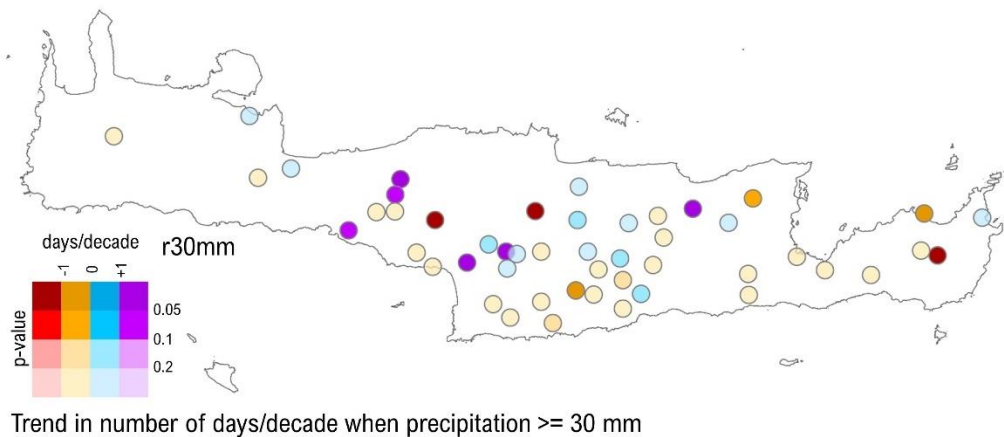 days/decade r30mm
-1 0 +1
p-value
0.05
0.1
0.2
Trend in number of days/decade when precipitation >= 30 mm